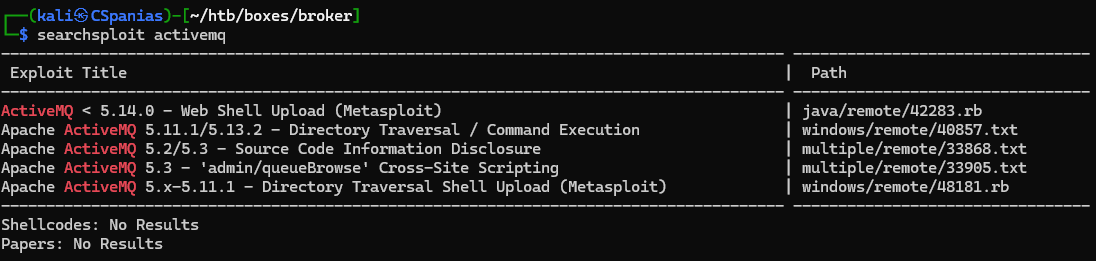 ┌──(kali㉿CSpanias)-[~/htb/boxes/broker]
└─$ searchsploit activemq
Exploit Title | Path
ActiveMQ < 5.14.0 - Web Shell Upload (Metasploit) | java/remote/42283.rb
Apache ActiveMQ 5.11.1/5.13.2 - Directory Traversal / Command Execution | windows/remote/40857.txt
Apache ActiveMQ 5.2/5.3 - Source Code Information Disclosure | multiple/remote/33868.txt
Apache ActiveMQ 5.3 - 'admin/queueBrowse' Cross-Site Scripting | multiple/remote/33905.txt
Apache ActiveMQ 5.x-5.11.1 - Directory Traversal Shell Upload (Metasploit) | windows/remote/48181.rb
Shellcodes: No Results
Papers: No Results